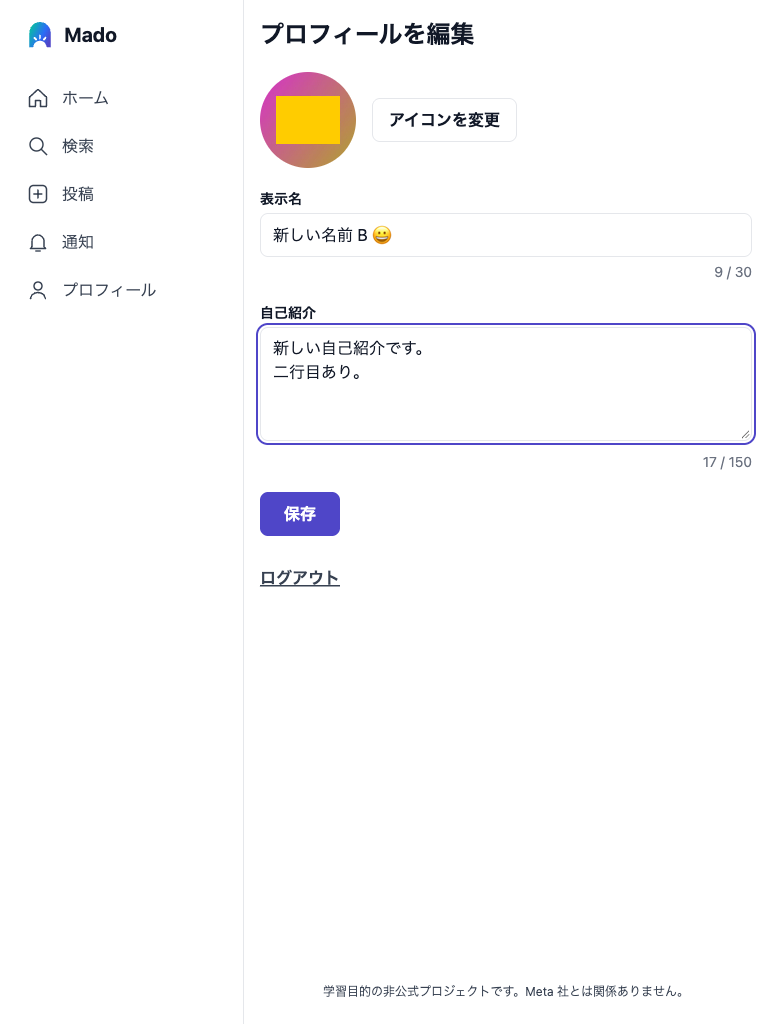 Mado
ホーム
検索
投稿
通知
プロフィール
プロフィールを編集
アイコンを変更
表示名
新しい名前 B 😀
9 / 30
自己紹介
新しい自己紹介です。
二行目あり。
17 / 150
保存
ログアウト
学習目的の非公式プロジェクトです。Meta 社とは関係ありません。